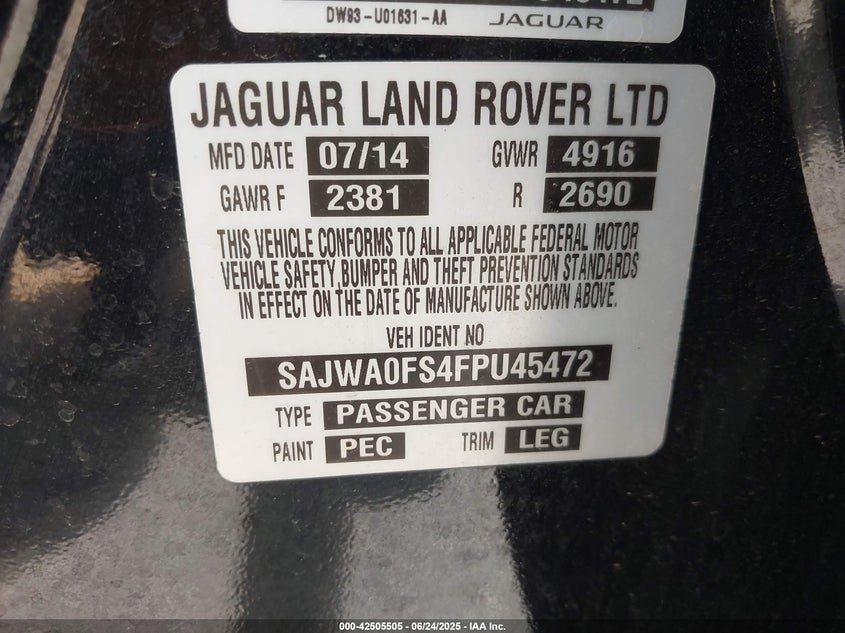 DW93-U01631-AA JAGUAR
JAGUAR LAND ROVER LTD
MFD DATE 07/14 GVWR 4916
GAWR F 2381 R 2690
THIS VEHICLE CONFORMS TO ALL APPLICABLE FEDERAL MOTOR
VEHICLE SAFETY,BUMPER AND THEFT PREVENTION STANDARDS
IN EFFECT ON THE DATE OF MANUFACTURE SHOWN ABOVE.
VEH IDENT NO
SAJWA0FS4FPU45472
TYPE PASSENGER CAR
PAINT PEC TRIM LEG
000-42505505 - 06/24/2025 - IAA Inc.